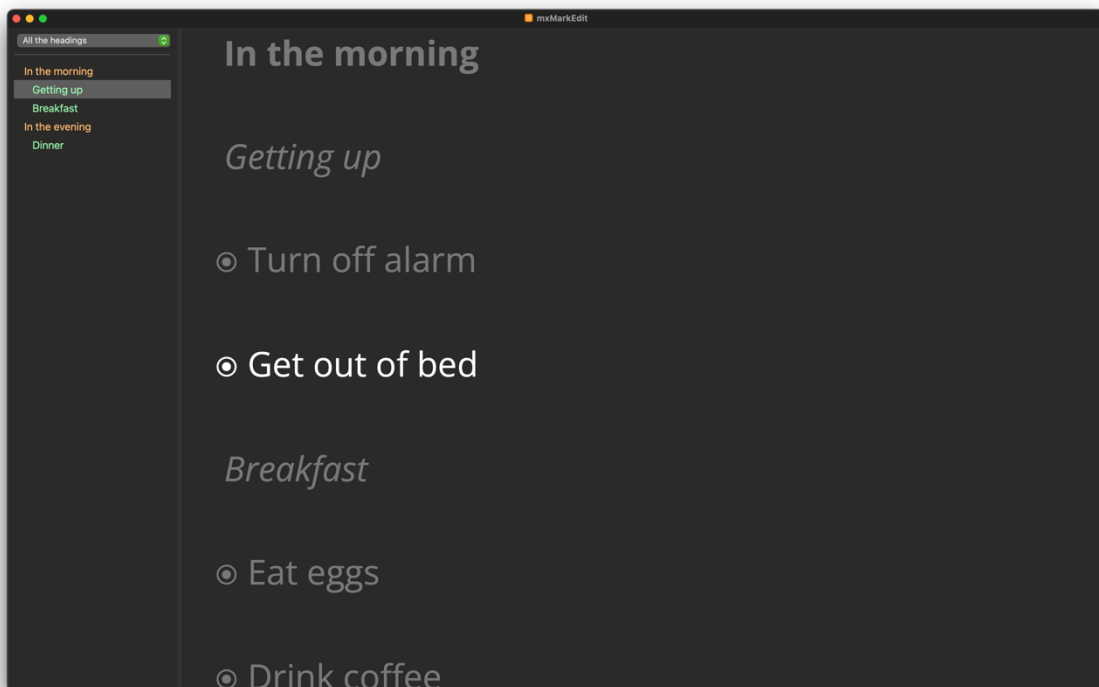 mxMarkEdit
All the headings
In the morning
Getting up
Breakfast
In the evening
Dinner
In the morning
Getting up
Turn off alarm
Get out of bed
Breakfast
Eat eggs
Drink coffee